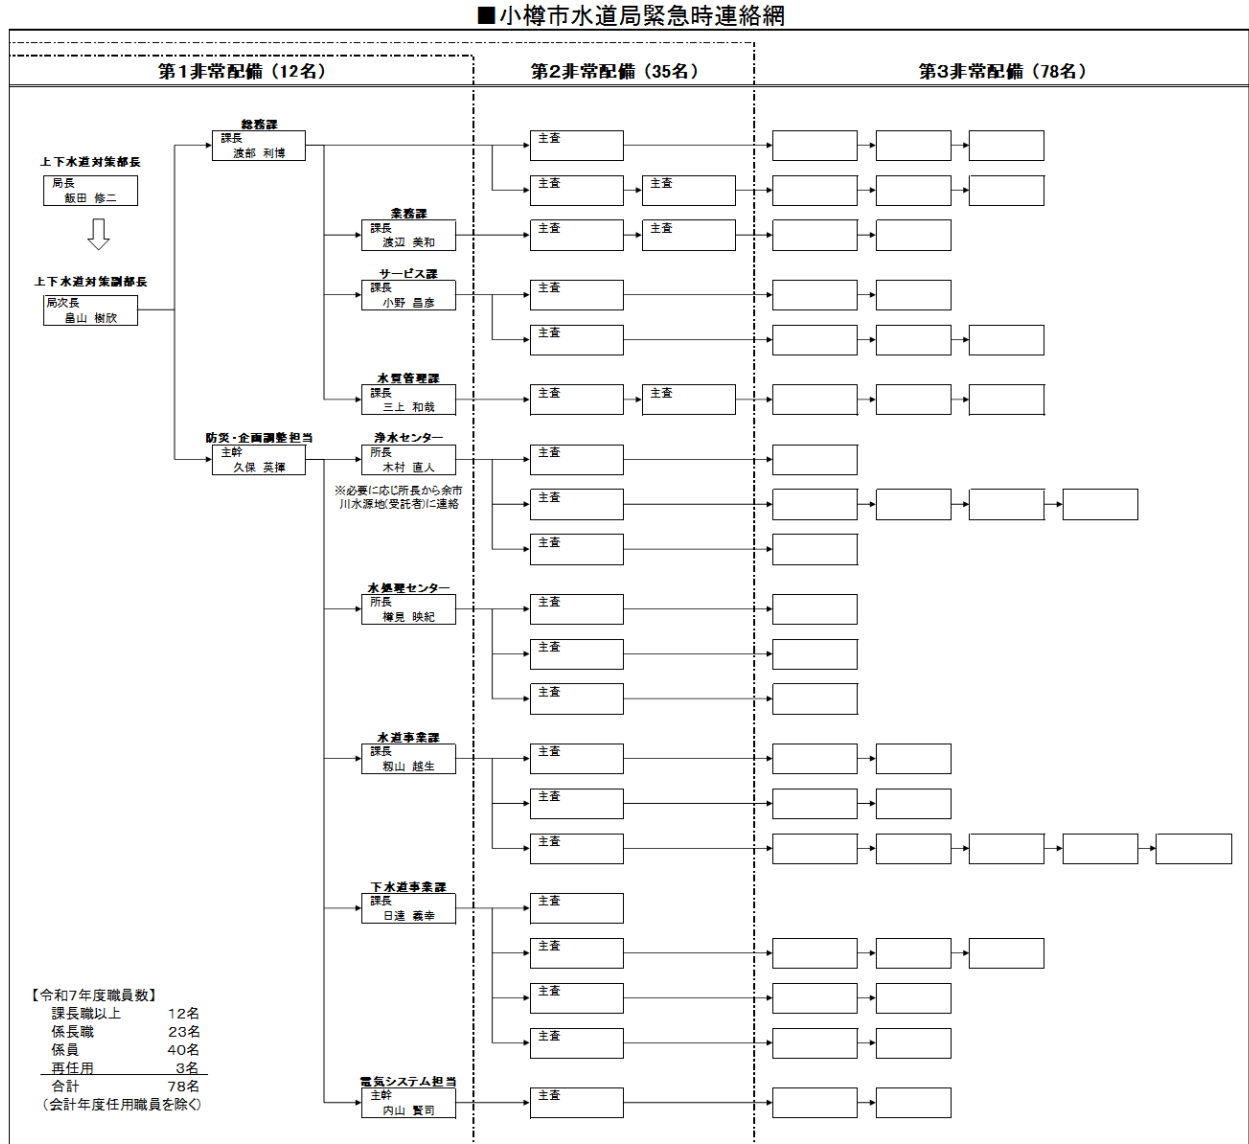 ■小樽市水道局緊急時連絡網
第1非常配備（12名）
第2非常配備（35名）
第3非常配備（78名）
上下水道対策部長
局長
飯田 修二
上下水道対策副部長
局次長
畠山 樹欣
総務課
課長
渡部 利博
主査
主査
主査
業務課
課長
渡辺 美和
主査
主査
サービス課
課長
小野 昌彦
主査
主査
水質管理課
課長
三上 和哉
主査
主査
防災・企画調整担当
主幹
久保 英揮
浄水センター
所長
木村 直人
※必要に応じ所長から余市
川水源地(受託者)に連絡
主査
主査
主査
水処理センター
所長
樽見 映紀
主査
主査
主査
水道事業課
課長
籾山 越生
主査
主査
主査
下水道事業課
課長
日達 義幸
主査
主査
主査
主査
電気システム担当
主幹
内山 賢司
主査
【令和7年度職員数】
課長職以上 12名
係長職 23名
係員 40名
再任用 3名
合計 78名
（会計年度任用職員を除く）